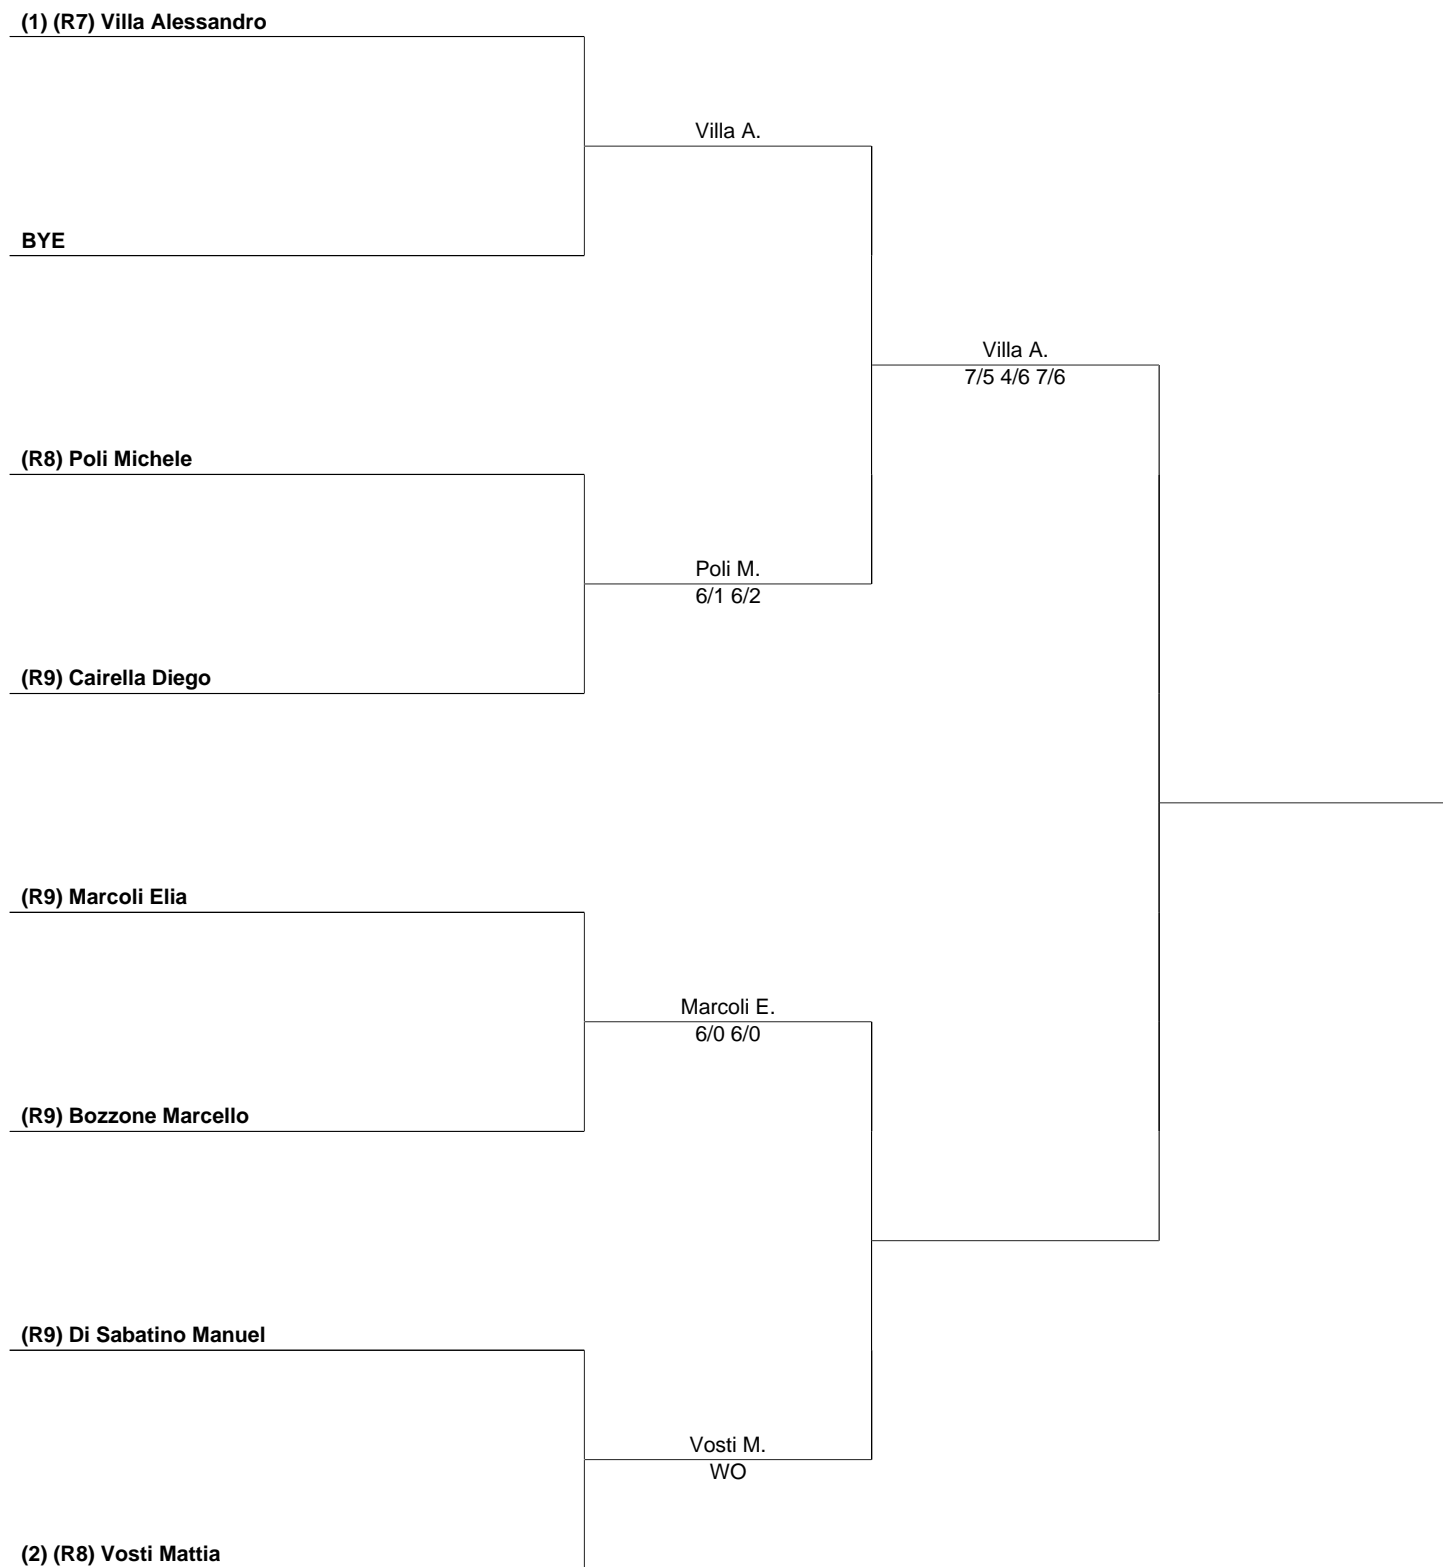 (1) (R7) Villa Alessandro
Villa A.
BYE
Villa A.
7/5 4/6 7/6
(R8) Poli Michele
Poli M.
6/1 6/2
(R9) Cairella Diego
(R9) Marcoli Elia
Marcoli E.
6/0 6/0
(R9) Bozzone Marcello
(R9) Di Sabatino Manuel
Vosti M.
WO
(2) (R8) Vosti Mattia